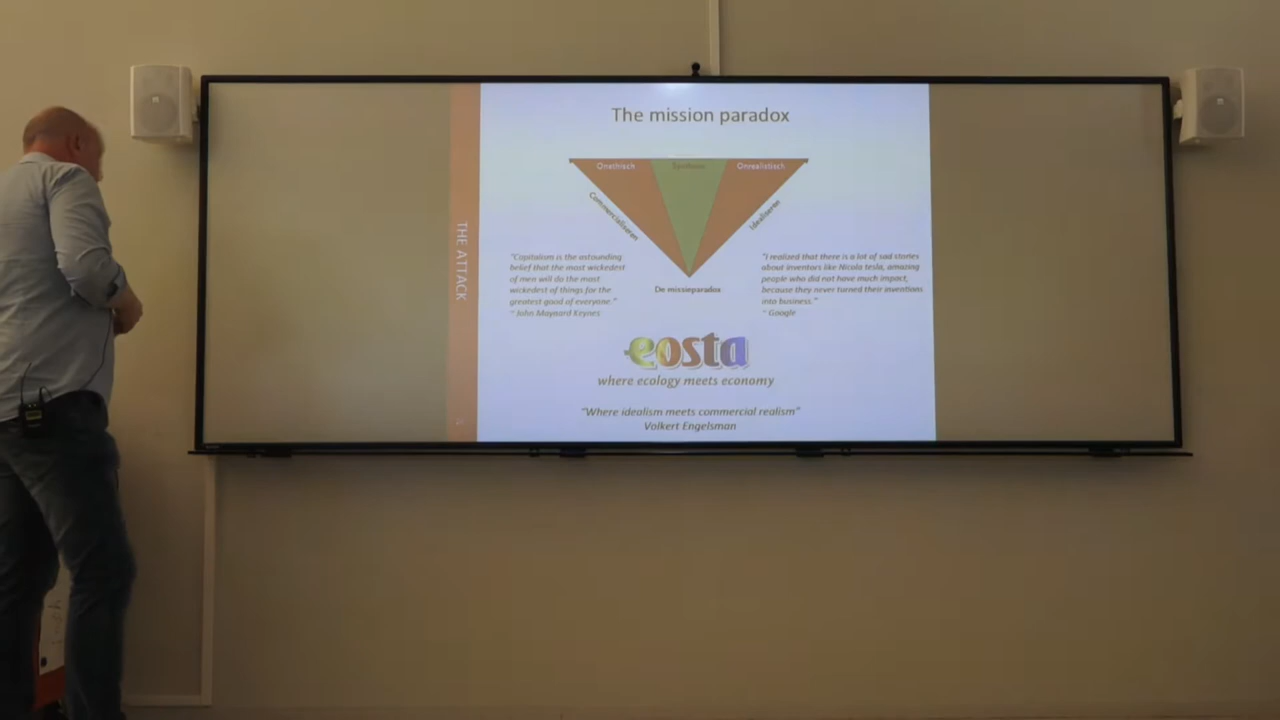 The mission paradox
Onethisch
Synthese
Onrealistisch
Commercialiseren
Idealiseren
THE ATTACK
"Capitalism is the astounding
belief that the most wickedest
of men will do the most
wickedest of things for the
greatest good of everyone."
~ John Maynard Keynes
De missieparadox
"I realized that there is a lot of sad stories
about inventors like Nicola tesla, amazing
people who did not have much impact,
because they never turned their inventions
into business."
~ Google
eosta
where ecology meets economy
"Where idealism meets commercial realism"
Volkert Engelsman